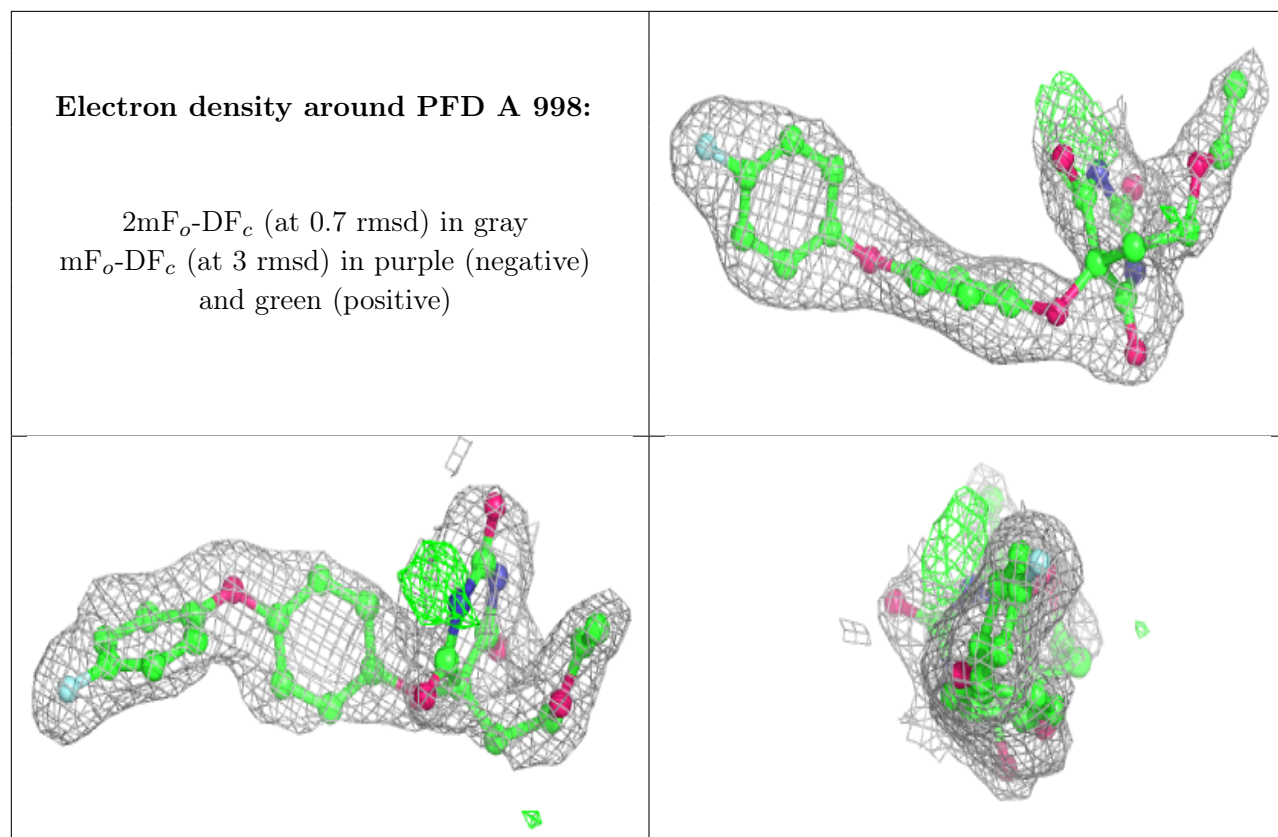 Electron density around PFD A 998:
2mFₒ-DF𝒸 (at 0.7 rmsd) in gray
mFₒ-DF𝒸 (at 3 rmsd) in purple (negative)
and green (positive)